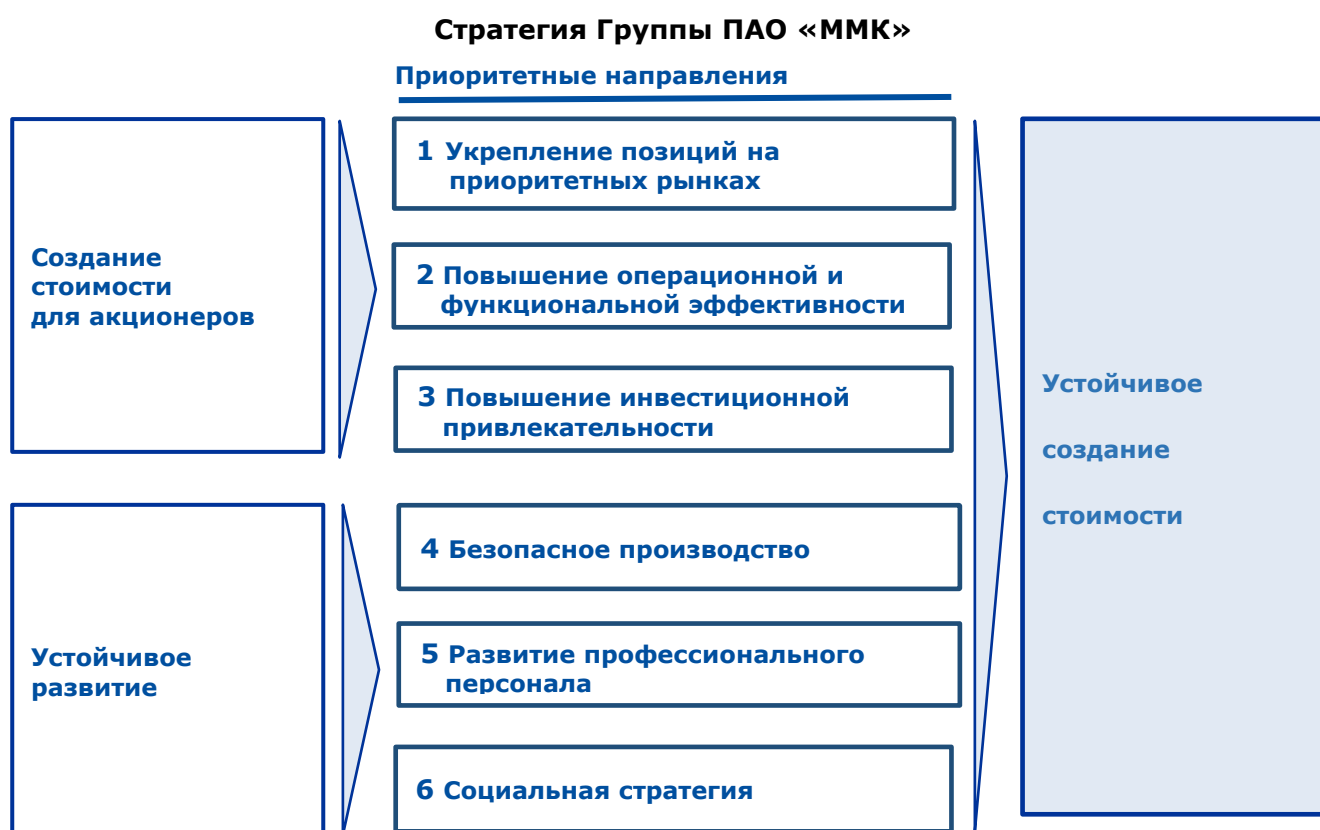 Стратегия Группы ПАО «ММК»
Приоритетные направления
Создание
стоимости
для акционеров
1 Укрепление позиций на
приоритетных рынках
2 Повышение операционной и
функциональной эффективности
3 Повышение инвестиционной
привлекательности
Устойчивое
развитие
4 Безопасное производство
5 Развитие профессионального
персонала
6 Социальная стратегия
Устойчивое
создание
стоимости